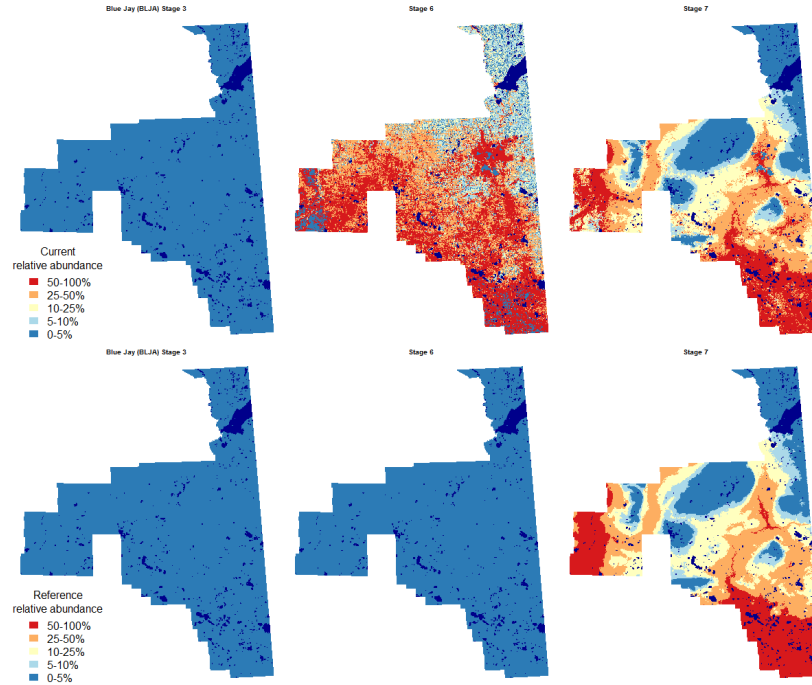 Blue Jay (BLJA) Stage 3
Stage 6
Stage 7
Current
relative abundance
50-100%
25-50%
10-25%
5-10%
0-5%
Blue Jay (BLJA) Stage 3
Stage 6
Stage 7
Reference
relative abundance
50-100%
25-50%
10-25%
5-10%
0-5%